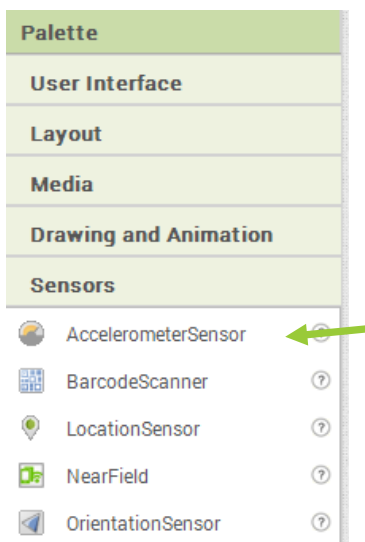 Palette
User Interface
Layout
Media
Drawing and Animation
Sensors
AccelerometerSensor ?
BarcodeScanner ?
LocationSensor ?
NearField ?
OrientationSensor ?